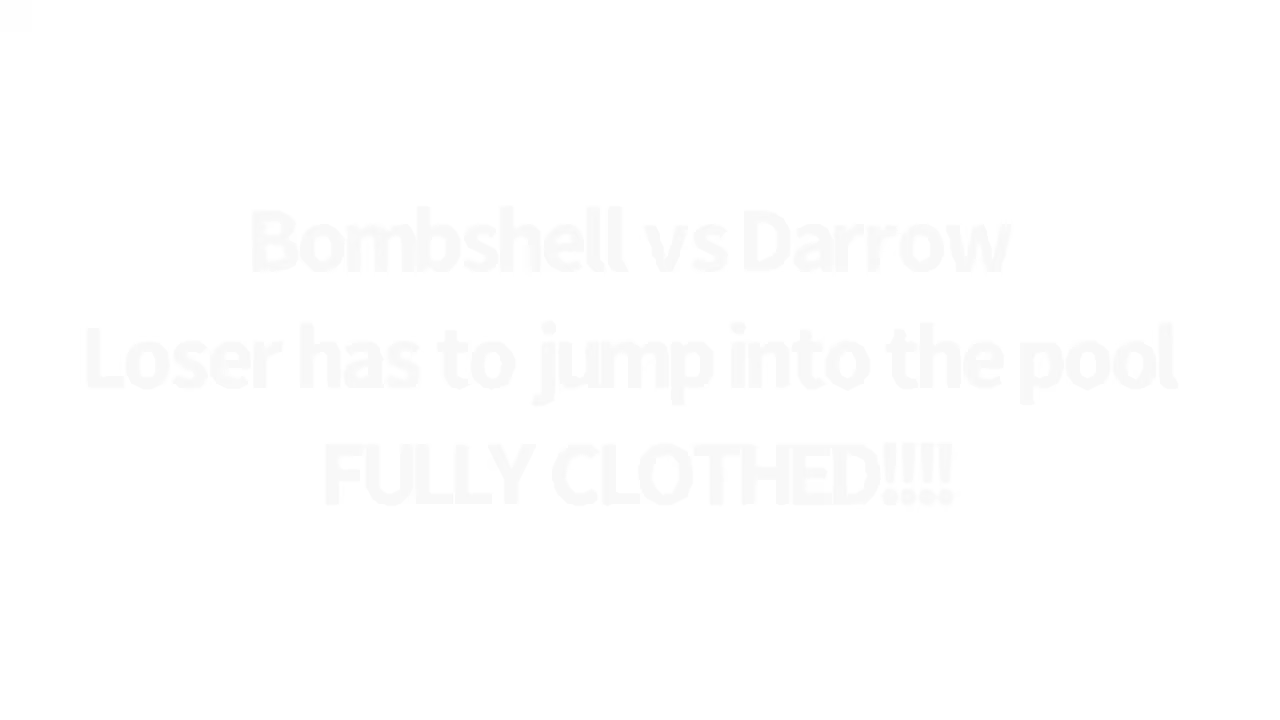 Bombshell vs Darrow
Loser has to jump into the pool
FULLY CLOTHED!!!!